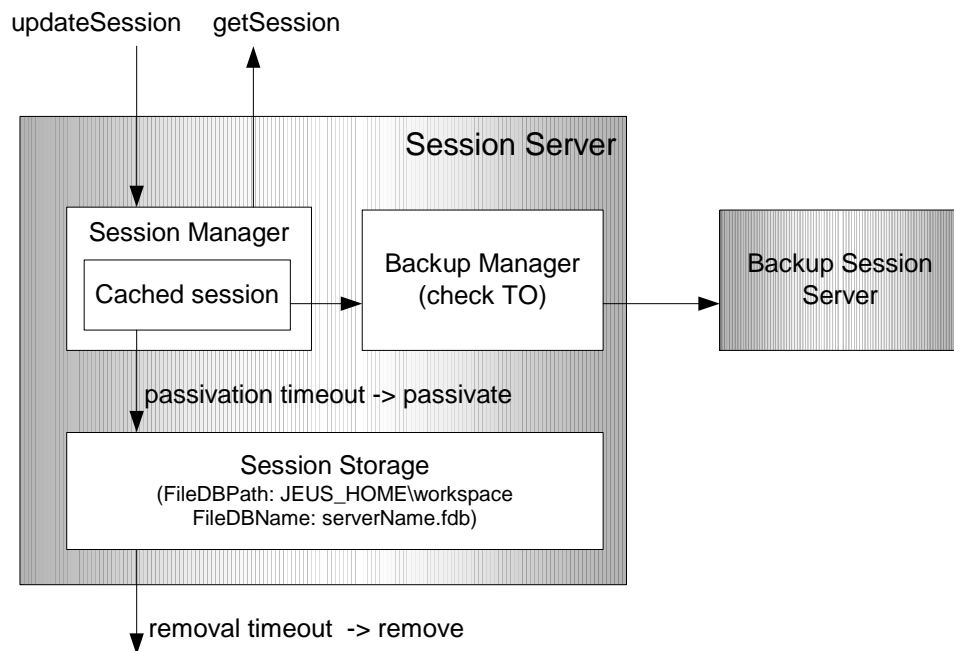 updateSession
getSession
Session Server
Session Manager
Cached session
Backup Manager
(check TO)
Backup Session
Server
passivation timeout -> passivate
Session Storage
(FileDBPath: JEUS_HOME\workspace
FileDBName: serverName.fdb)
removal timeout -> remove